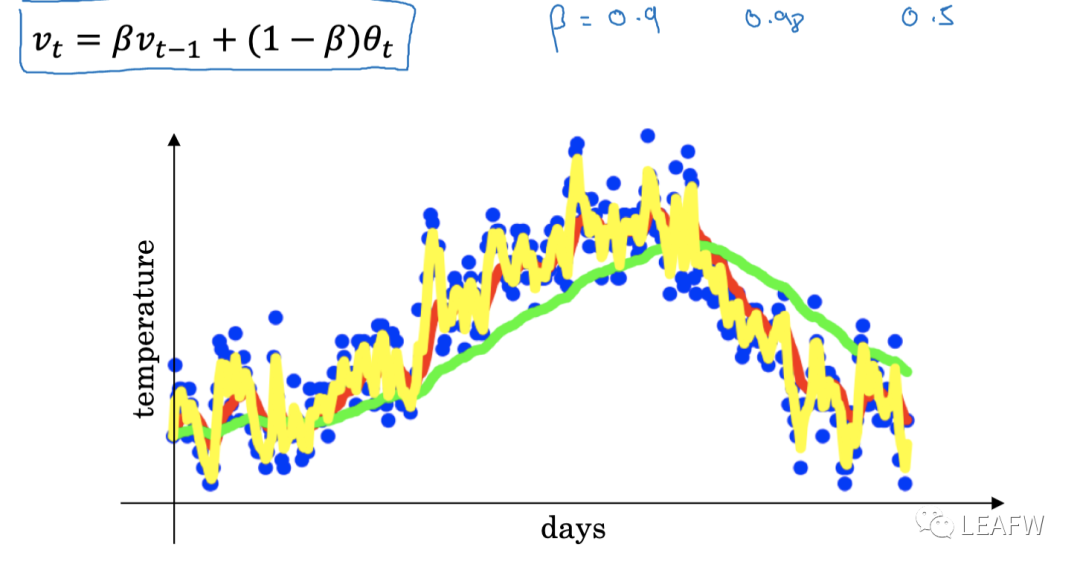 vₜ = βvₜ₋₁ + (1 − β)θₜ
β = 0.9 0.98 0.5
temperature
days
LEAFW